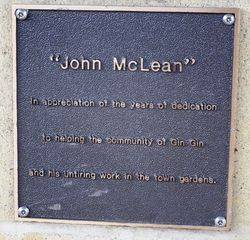 "John McLean"
In appreciation of the years of dedication
to helping the community of Gin Gin
and his untiring work in the town gardens.